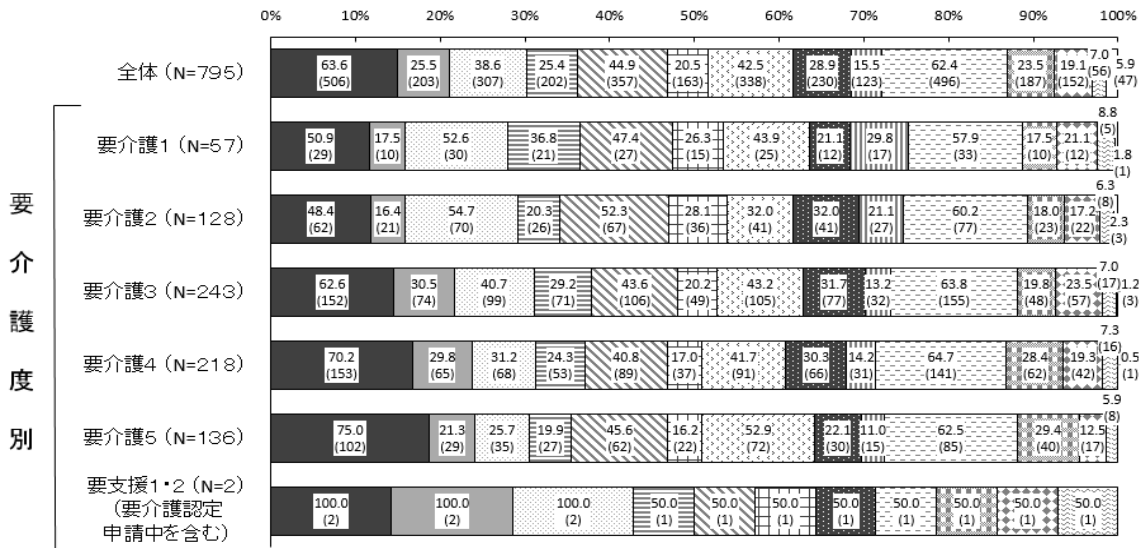 0% 10% 20% 30% 40% 50% 60% 70% 80% 90% 100%
全体 (N=795)
63.6 25.5 38.6 25.4 44.9 20.5 42.5 28.9 15.5 62.4 23.5 19.1 7.0 5.9
(506) (203) (307) (202) (357) (163) (338) (230) (123) (496) (187) (152) (56) (47)
要介護1 (N=57)
50.9 17.5 52.6 36.8 47.4 26.3 43.9 21.1 29.8 57.9 17.5 21.1 8.8 1.8
(29) (10) (30) (21) (27) (15) (25) (12) (17) (33) (10) (12) (5) (1)
要介護2 (N=128)
48.4 16.4 54.7 20.3 52.3 28.1 32.0 32.0 21.1 60.2 18.0 17.2 6.3 2.3
(62) (21) (70) (26) (67) (36) (41) (41) (27) (77) (23) (22) (8) (3)
要介護3 (N=243)
62.6 30.5 40.7 29.2 43.6 20.2 43.2 31.7 13.2 63.8 19.8 23.5 7.0 1.2
(152) (74) (99) (71) (106) (49) (105) (77) (32) (155) (48) (57) (17) (3)
要介護4 (N=218)
70.2 29.8 31.2 24.3 40.8 17.0 41.7 30.3 14.2 64.7 28.4 19.3 7.3 0.5
(153) (65) (68) (53) (89) (37) (91) (66) (31) (141) (62) (42) (16) (1)
要介護5 (N=136)
75.0 21.3 25.7 19.9 45.6 16.2 52.9 22.1 11.0 62.5 29.4 12.5 5.9
(102) (29) (35) (27) (62) (22) (72) (30) (15) (85) (40) (17) (8)
要支援1・2 (N=2)
(要介護認定
申請中を含む)
100.0 100.0 100.0 50.0 50.0 50.0 50.0 50.0 50.0 50.0 50.0
(2) (2) (2) (1) (1) (1) (1) (1) (1) (1) (1)
要介護度別